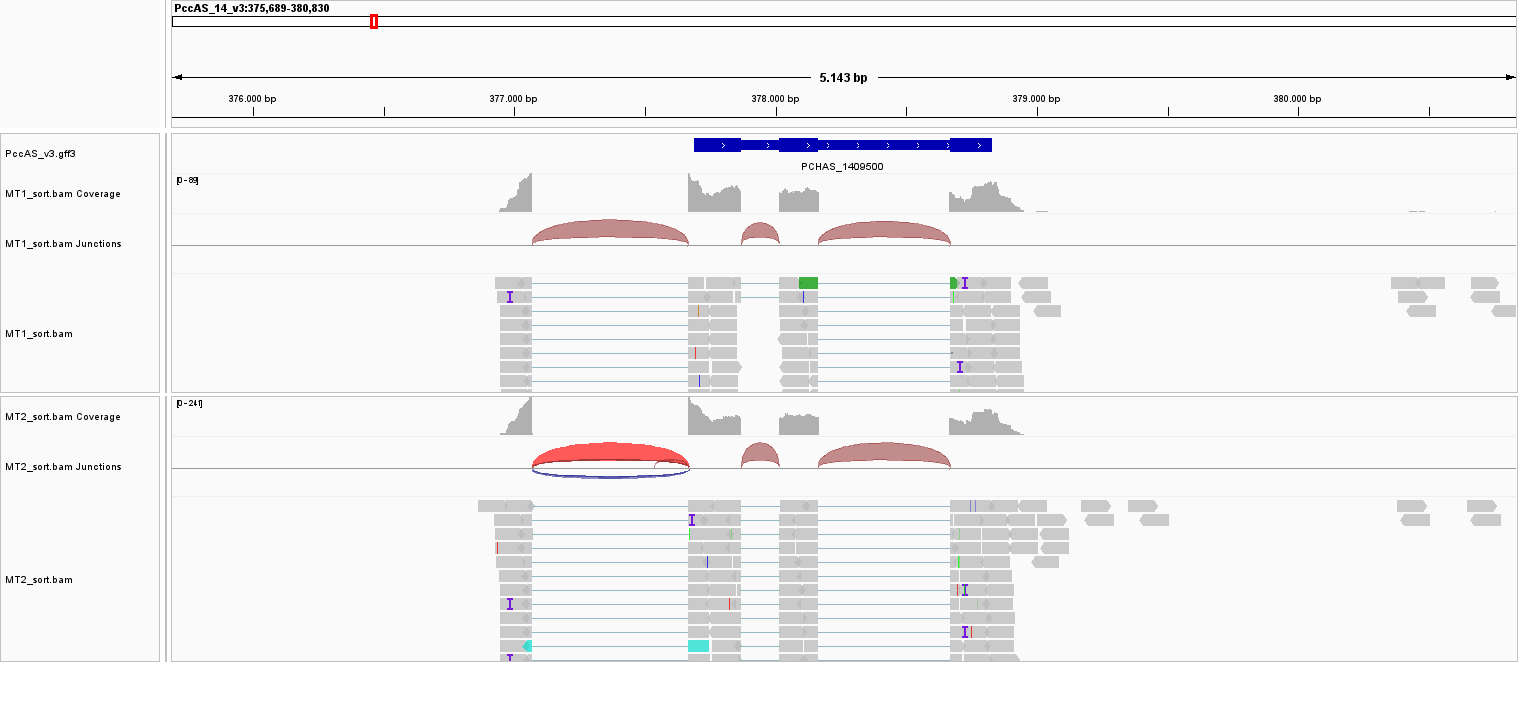 PccAS_14_v3:375,689-380,830
5.143 bp
376.000 bp 377.000 bp 378.000 bp 379.000 bp 380.000 bp
PccAS_v3.gff3
PCHAS_1409500
[0 - 89]
MT1_sort.bam Coverage
MT1_sort.bam Junctions
MT1_sort.bam
[0 - 241]
MT2_sort.bam Coverage
MT2_sort.bam Junctions
MT2_sort.bam